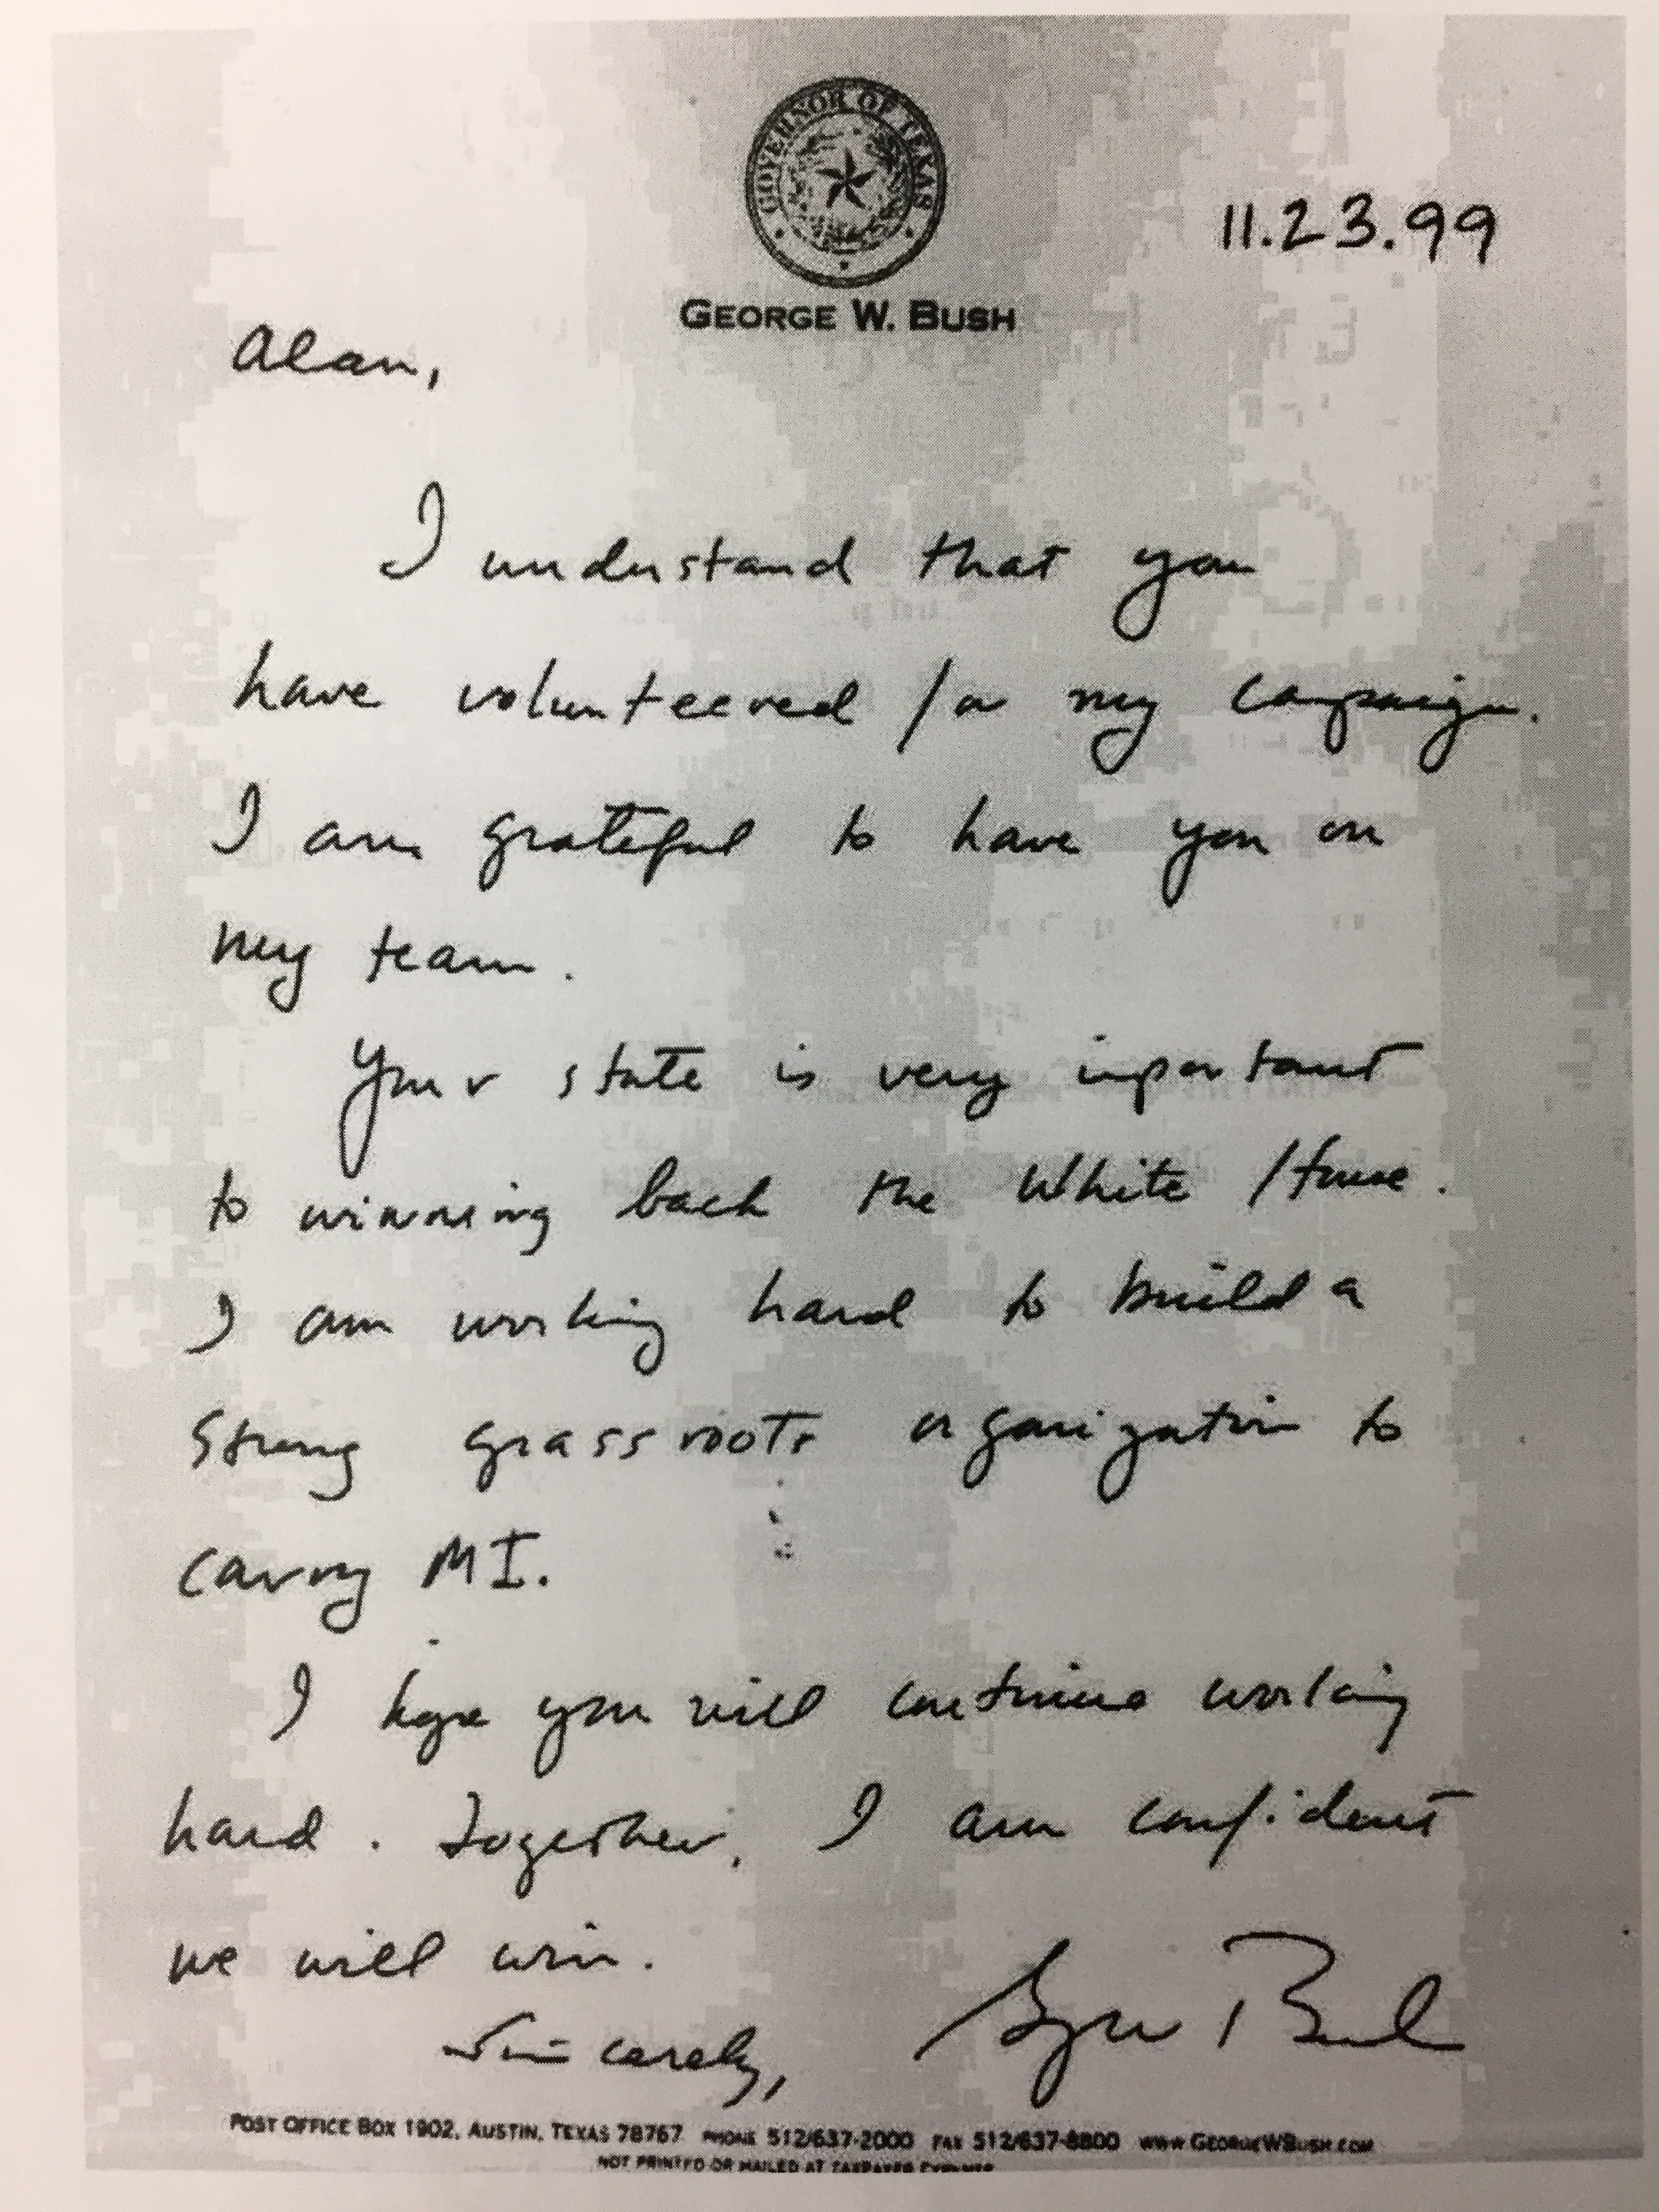 GOVERNOR OF TEXAS
11.23.99
GEORGE W. BUSH
Alan,
I understand that you
have volunteered for my campaign.
I am grateful to have you on
my team.
Your state is very important
to winning back the White House.
I am working hard to build a
strong grassroots organization to
carry MI.
I hope you will continue working
hard. Together, I am confident
we will win.
Sincerely, George Bush
POST OFFICE BOX 1902, AUSTIN, TEXAS 78767 PHONE 512/637-2000 FAX 512/637-8800 WWW.GEORGEWBUSH.COM
NOT PRINTED OR MAILED AT TAXPAYER EXPENSE